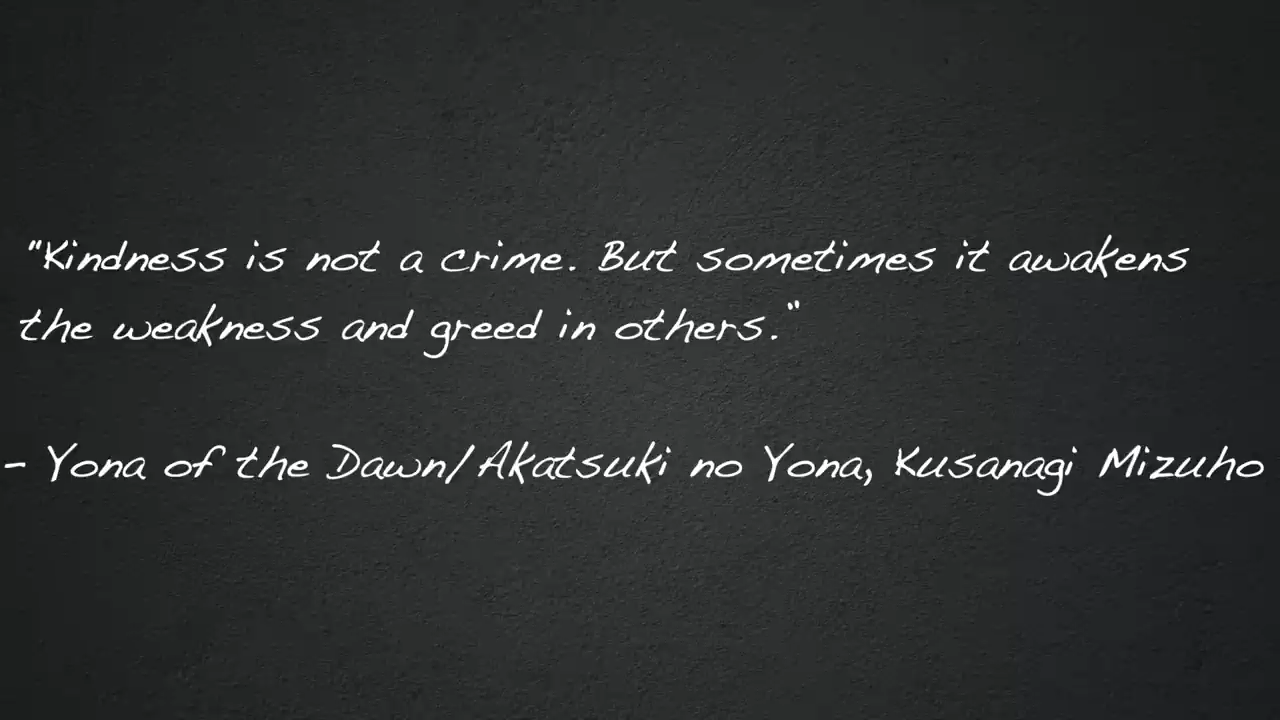 "Kindness is not a crime. But sometimes it awakens
the weakness and greed in others."
- Yona of the Dawn/Akatsuki no Yona, Kusanagi Mizuho